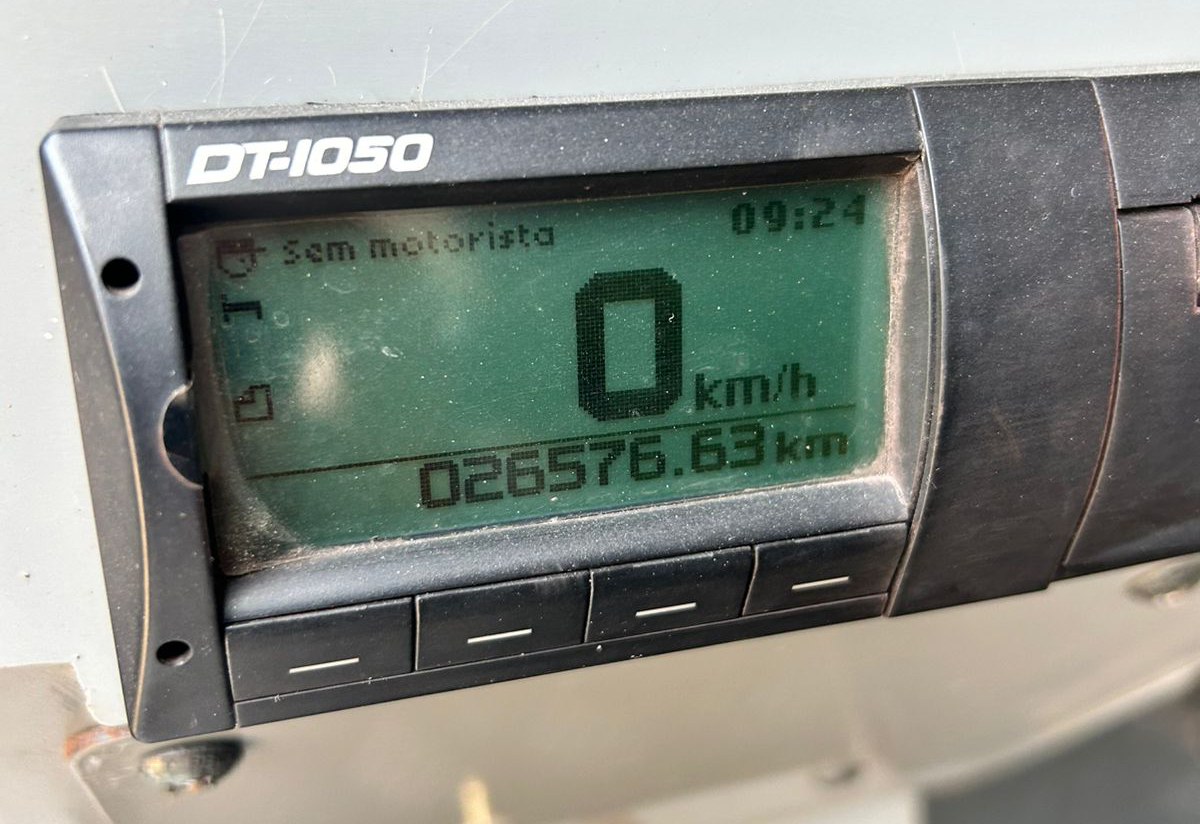 DT-1050
Sem motorista 09:24
0 km/h
026576.63 km